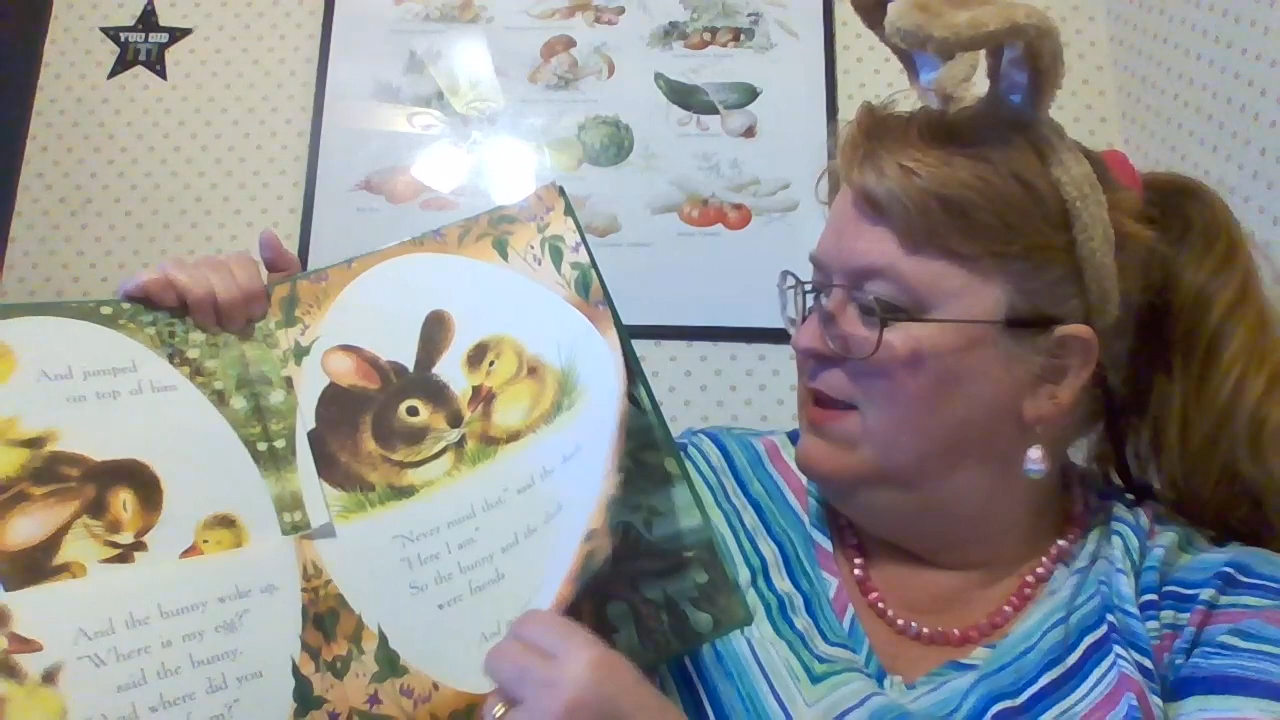 YOU DID
IT!
And jumped
on top of him
And the bunny woke up.
"Where is my egg?"
said the bunny.
"And where did you
"Never mind that," said the duck.
"Here I am."
So the bunny and the duck
were friends
And